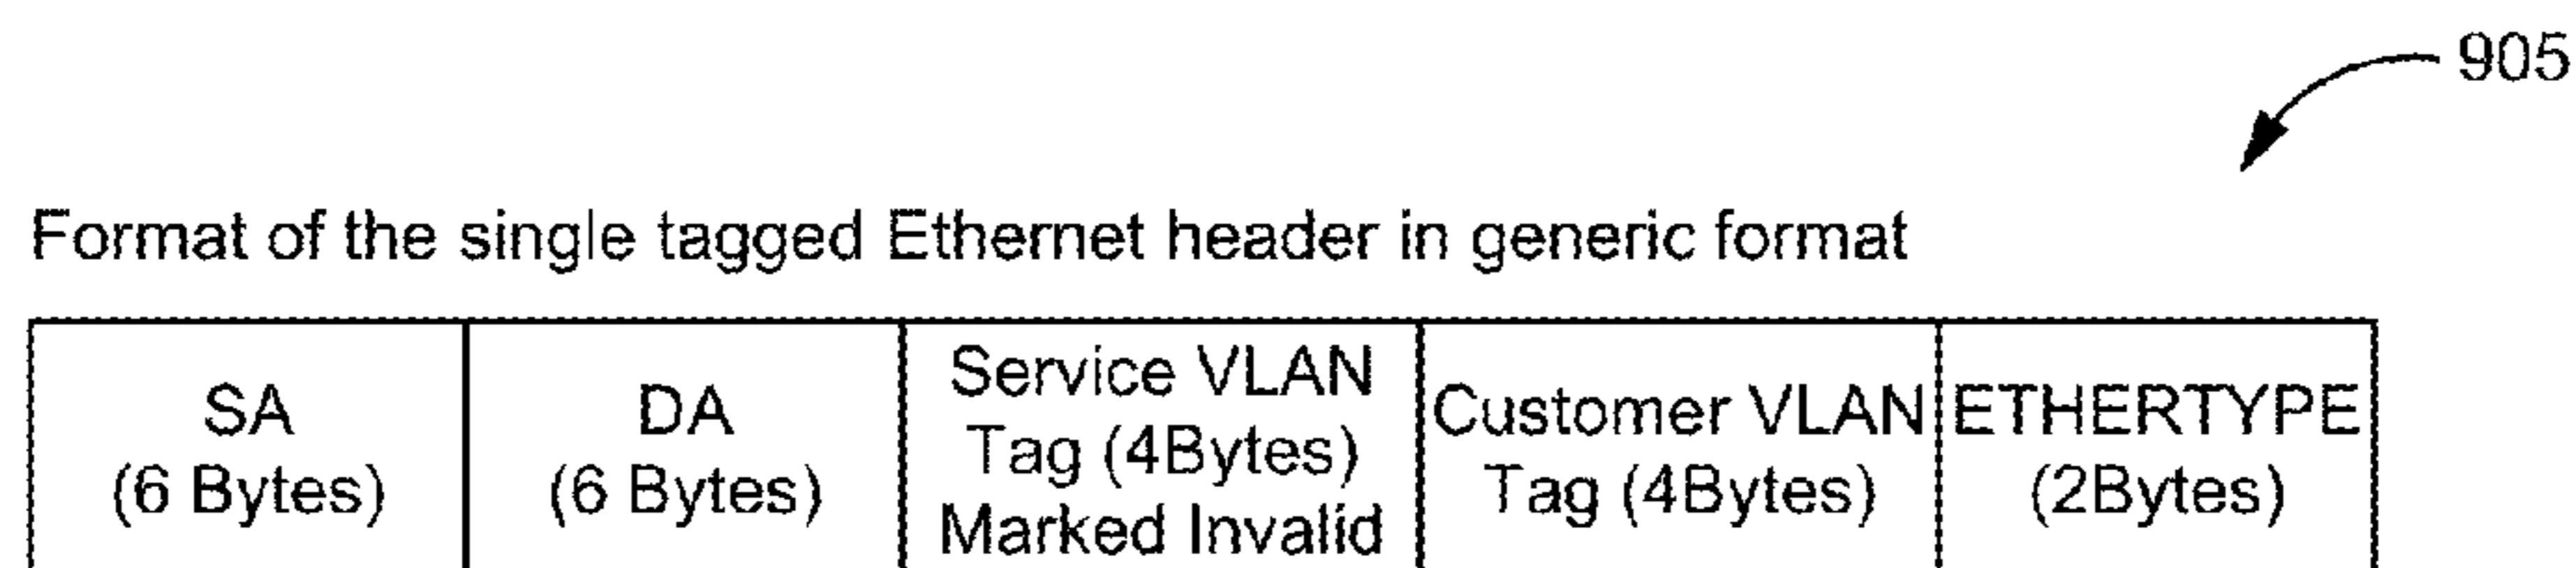 905
Format of the single tagged Ethernet header in generic format
SA
(6 Bytes)
DA
(6 Bytes)
Service VLAN
Tag (4Bytes)
Marked Invalid
Customer VLAN
Tag (4Bytes)
ETHERTYPE
(2Bytes)